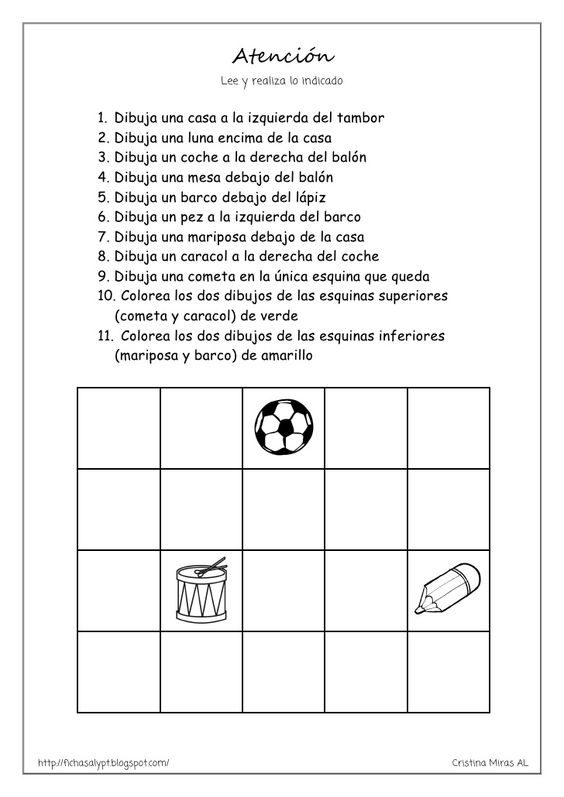 Atención
Lee y realiza lo indicado
1. Dibuja una casa a la izquierda del tambor
2. Dibuja una luna encima de la casa
3. Dibuja un coche a la derecha del balón
4. Dibuja una mesa debajo del balón
5. Dibuja un barco debajo del lápiz
6. Dibuja un pez a la izquierda del barco
7. Dibuja una mariposa debajo de la casa
8. Dibuja un caracol a la derecha del coche
9. Dibuja una cometa en la única esquina que queda
10. Colorea los dos dibujos de las esquinas superiores
(cometa y caracol) de verde
11. Colorea los dos dibujos de las esquinas inferiores
(mariposa y barco) de amarillo
http://fichasalypt.blogspot.com/
Cristina Miras AL